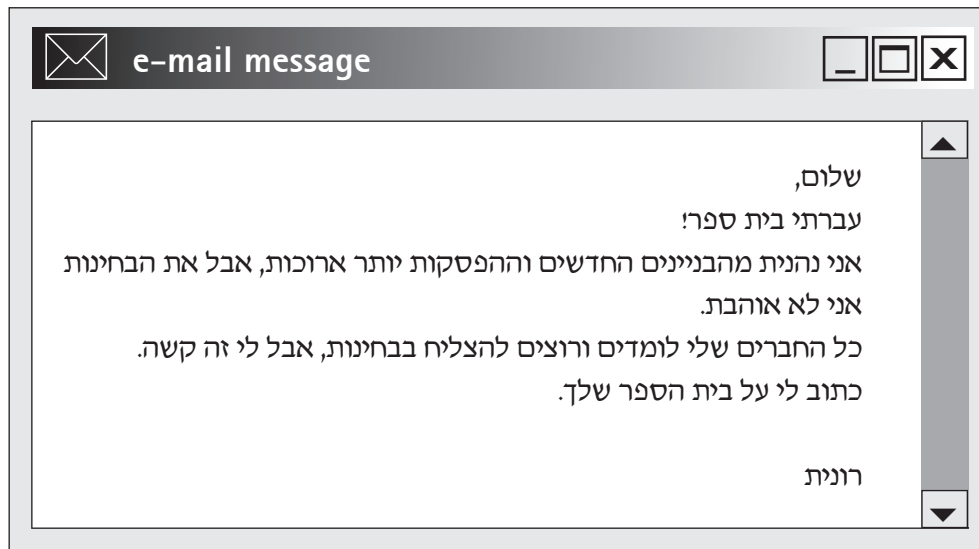 e-mail message
שלום,
עברתי בית ספר!
אני נהנית מהבניינים החדשים וההפסקות יותר ארוכות, אבל את הבחינות
אני לא אוהבת.
כל החברים שלי לומדים ורוצים להצליח בבחינות, אבל לי זה קשה.
כתוב לי על בית הספר שלך.
רונית